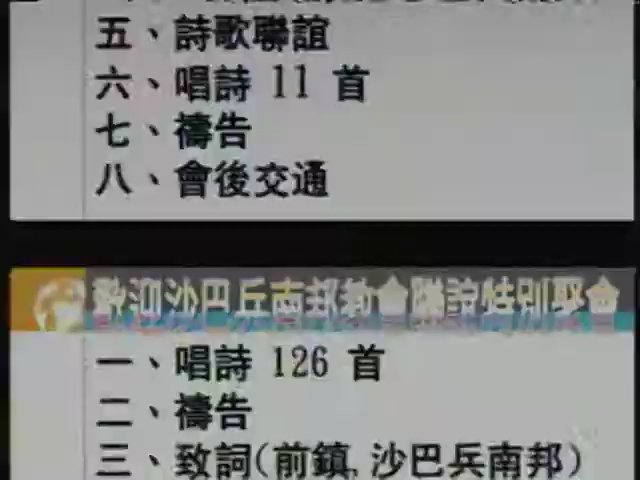 五、詩歌聯誼
六、唱詩 11 首
七、禱告
八、會後交通
歡迎沙巴丘南邦教會聯誼特別聚會
一、唱詩 126 首
二、禱告
三、致詞(前鎮,沙巴兵南邦)